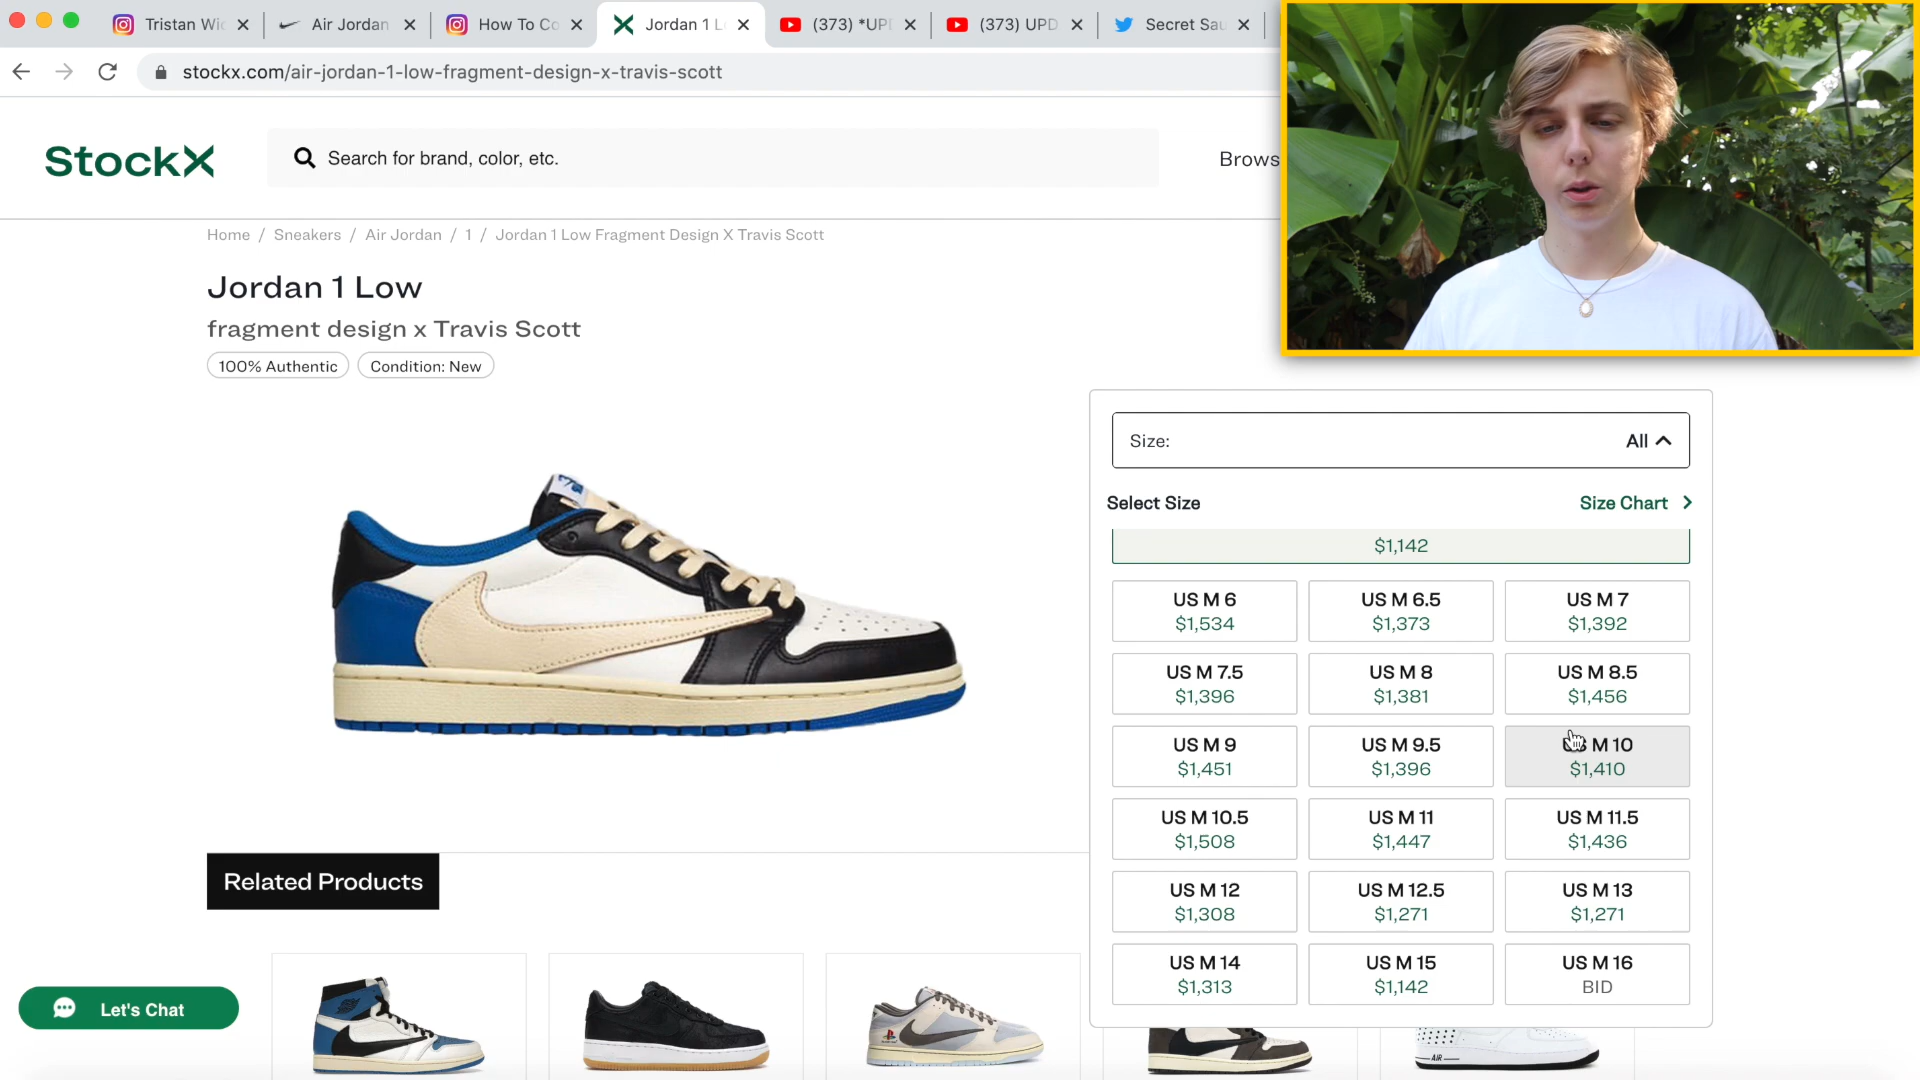 Tristan Wi
Air Jordan
How To Co
Jordan 1 L
(373) *UP
(373) UPD
Secret Sau
stockx.com/air-jordan-1-low-fragment-design-x-travis-scott
StockX
Search for brand, color, etc.
Brows
Home / Sneakers / Air Jordan / 1 / Jordan 1 Low Fragment Design X Travis Scott
Jordan 1 Low
fragment design x Travis Scott
100% Authentic
Condition: New
Size:
All
Select Size
Size Chart
$1,142
US M 6
$1,534
US M 6.5
$1,373
US M 7
$1,392
US M 7.5
$1,396
US M 8
$1,381
US M 8.5
$1,456
US M 9
$1,451
US M 9.5
$1,396
US M 10
$1,410
US M 10.5
$1,508
US M 11
$1,447
US M 11.5
$1,436
US M 12
$1,308
US M 12.5
$1,271
US M 13
$1,271
US M 14
$1,313
US M 15
$1,142
US M 16
BID
Related Products
Let's Chat
AIR